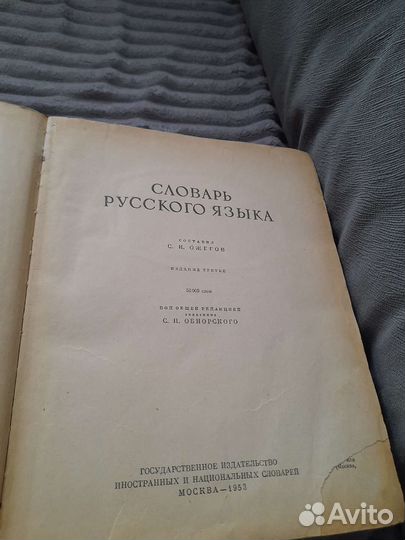 СЛОВАРЬ
РУССКОГО ЯЗЫКА
СОСТАВИЛ
С. И. ОЖЕГОВ
ИЗДАНИЕ ТРЕТЬЕ
слов
ПОД ОБЩЕЙ РЕДАКЦИЕЙ
АКАДЕМИКА
С. П. ОБНОРСКОГО
ГОСУДАРСТВЕННОЕ ИЗДАТЕЛЬСТВО
ИНОСТРАННЫХ И НАЦИОНАЛЬНЫХ СЛОВАРЕЙ
МОСКВА—1953
Avito